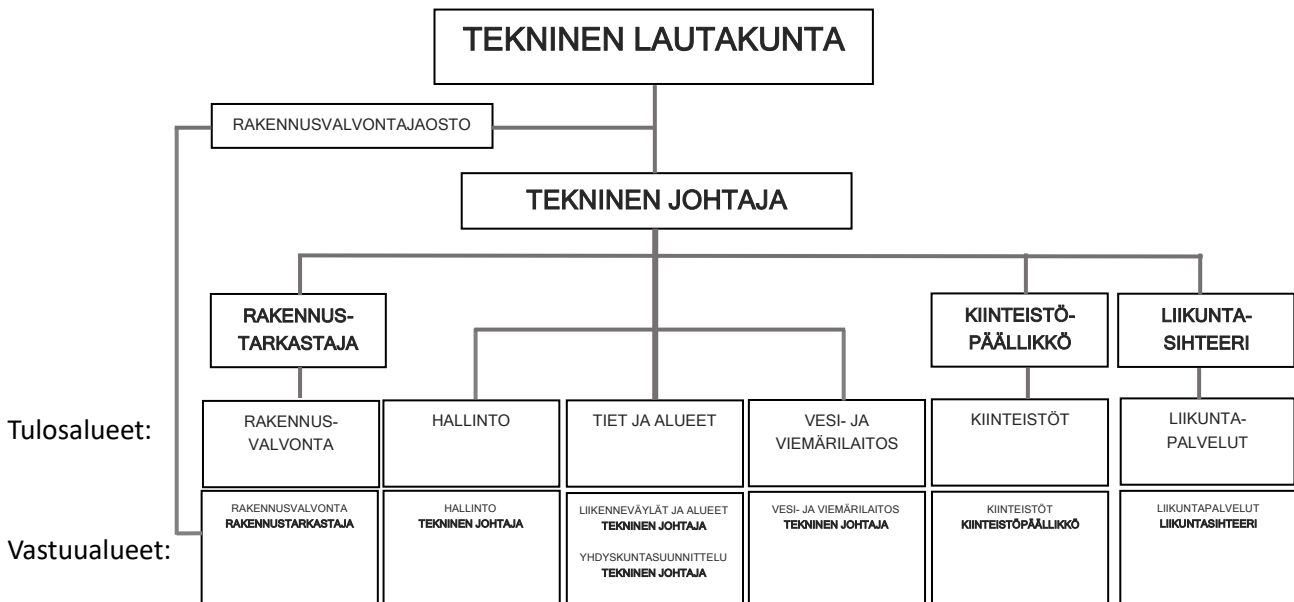 TEKNINEN LAUTAKUNTA
RAKENNUSVALVONTAJAOSTO
TEKNINEN JOHTAJA
RAKENNUS-
TARKASTAJA
KIINTEISTÖ-
PÄÄLLIKKÖ
LIIKUNTA-
SIHTEERI
Tulosalueet:
RAKENNUS-
VALVONTA
HALLINTO
TIET JA ALUEET
VESI- JA
VIEMÄRILAITOS
KIINTEISTÖT
LIIKUNTA-
PALVELUT
Vastuualueet:
RAKENNUSVALVONTA
RAKENNUSTARKASTAJA
HALLINTO
TEKNINEN JOHTAJA
LIIKENNEVÄYLÄT JA ALUEET
TEKNINEN JOHTAJA
YHDYSKUNTASUUNNITTELU
TEKNINEN JOHTAJA
VESI- JA VIEMÄRILAITOS
TEKNINEN JOHTAJA
KIINTEISTÖT
KIINTEISTÖPÄÄLLIKKÖ
LIIKUNTAPALVELUT
LIIKUNTASIHTEERI